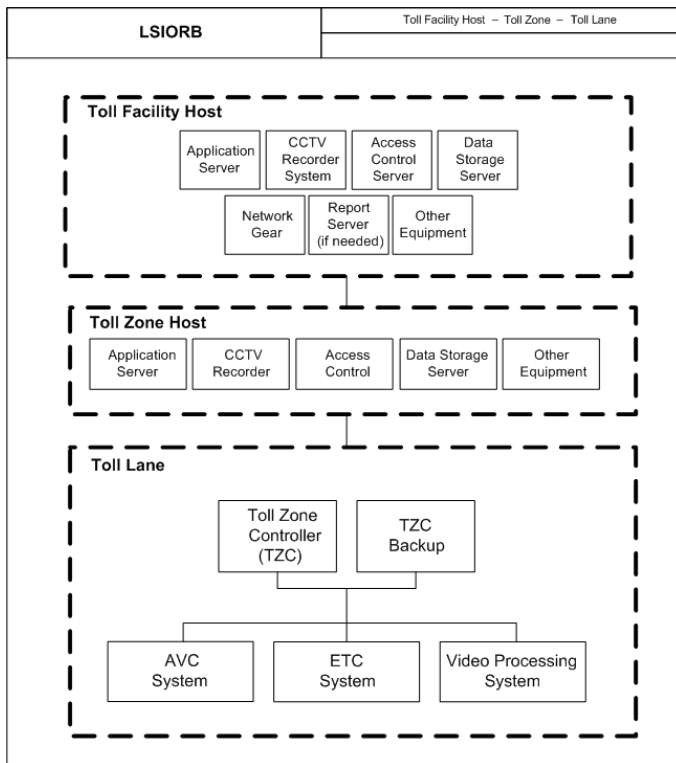 LSIORB
Toll Facility Host – Toll Zone – Toll Lane
Toll Facility Host
Application
Server
CCTV
Recorder
System
Access
Control
Server
Data
Storage
Server
Network
Gear
Report
Server
(if needed)
Other
Equipment
Toll Zone Host
Application
Server
CCTV
Recorder
Access
Control
Data Storage
Server
Other
Equipment
Toll Lane
Toll Zone
Controller
(TZC)
TZC
Backup
AVC
System
ETC
System
Video Processing
System